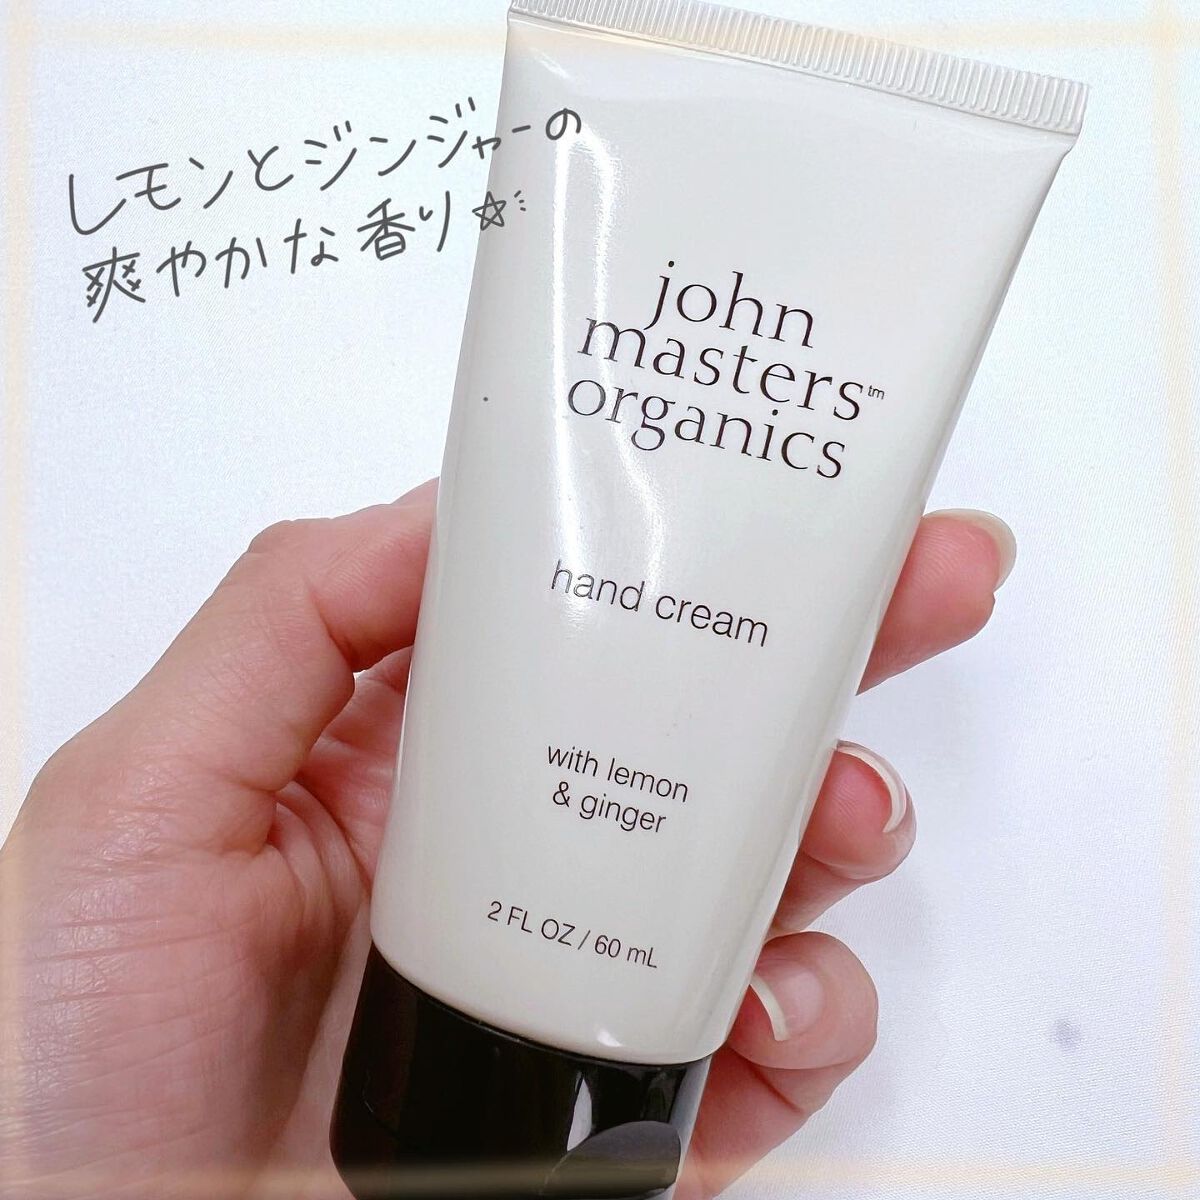 レモンとジンジャーの
爽やかな香り☆
john
masters™
organics
hand cream
with lemon
& ginger
2 FL OZ / 60 mL